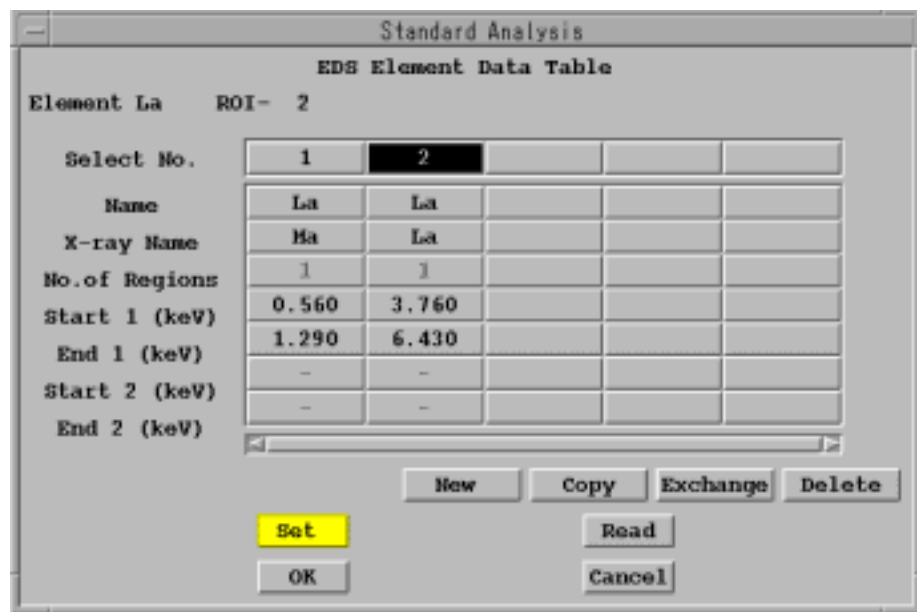 Standard Analysis
EDS Element Data Table
Element La ROI- 2
Select No. 1 2
Name La La
X-ray Name Ma La
No.of Regions 1 1
Start 1 (keV) 0.560 3.760
End 1 (keV) 1.290 6.430
Start 2 (keV) - -
End 2 (keV) - -
New Copy Exchange Delete
Set Read
OK Cancel